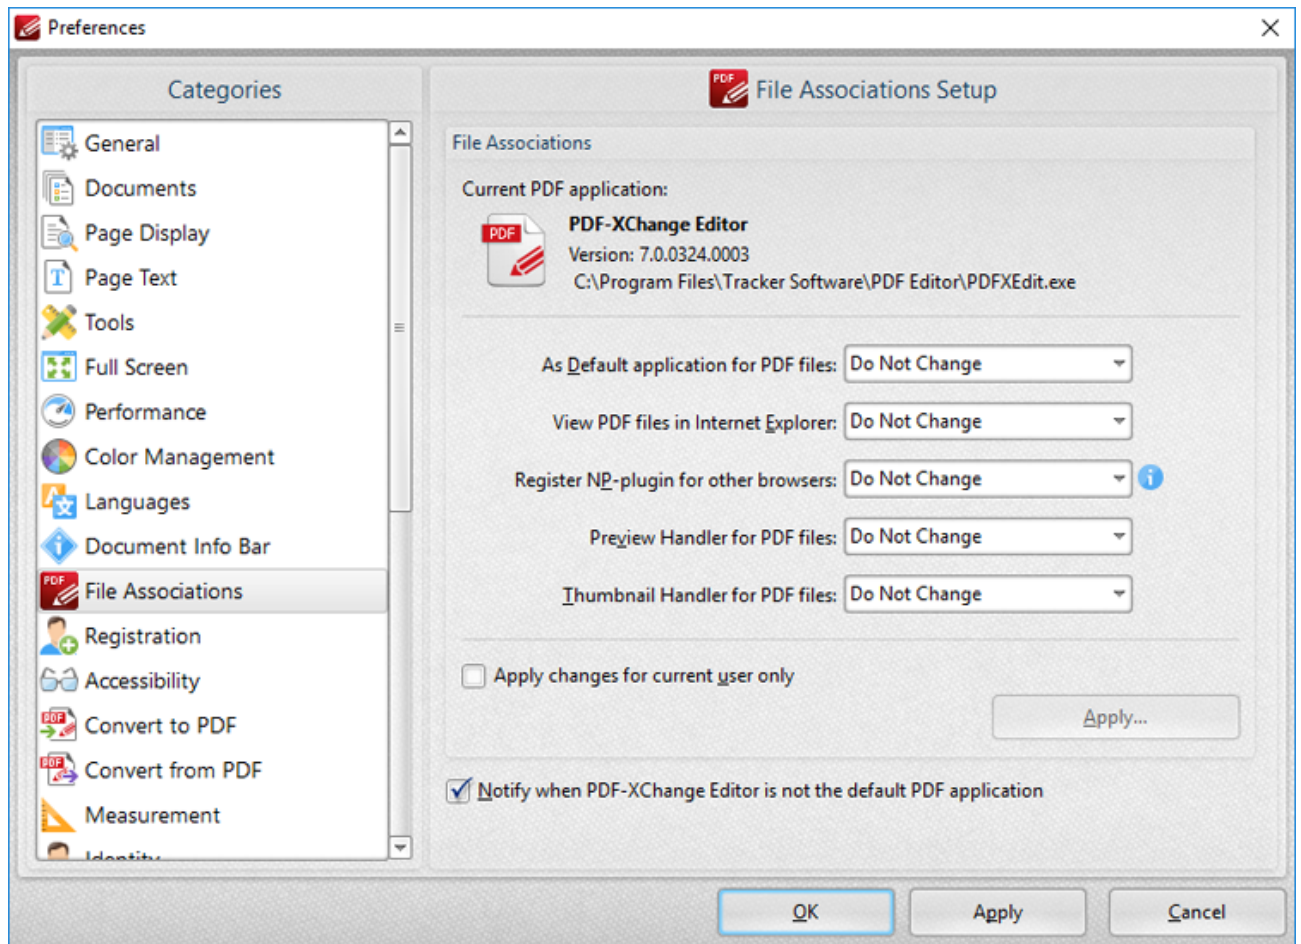 Preferences
Categories
General
Documents
Page Display
Page Text
Tools
Full Screen
Performance
Color Management
Languages
Document Info Bar
File Associations
Registration
Accessibility
Convert to PDF
Convert from PDF
Measurement
Identity
File Associations Setup
File Associations
Current PDF application:
PDF-XChange Editor
Version: 7.0.0324.0003
C:\Program Files\Tracker Software\PDF Editor\PDFXEdit.exe
As Default application for PDF files: Do Not Change
View PDF files in Internet Explorer: Do Not Change
Register NP-plugin for other browsers: Do Not Change
Preview Handler for PDF files: Do Not Change
Thumbnail Handler for PDF files: Do Not Change
Apply changes for current user only
Apply...
Notify when PDF-XChange Editor is not the default PDF application
OK Apply Cancel